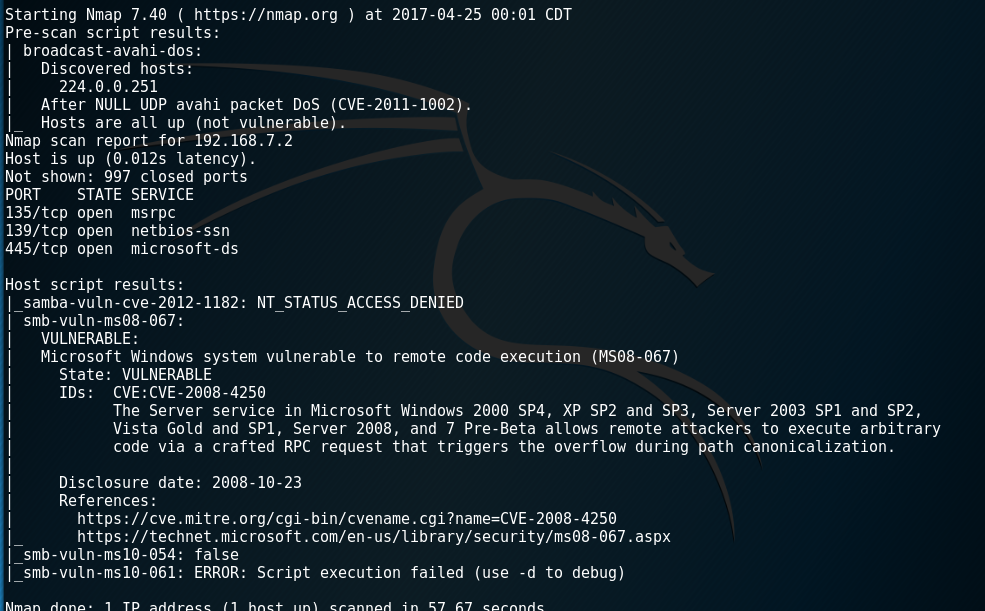 Starting Nmap 7.40 ( https://nmap.org ) at 2017-04-25 00:01 CDT
Pre-scan script results:
| broadcast-avahi-dos:
|   Discovered hosts:
|     224.0.0.251
|   After NULL UDP avahi packet DoS (CVE-2011-1002).
|_  Hosts are all up (not vulnerable).
Nmap scan report for 192.168.7.2
Host is up (0.012s latency).
Not shown: 997 closed ports
PORT    STATE SERVICE
135/tcp open  msrpc
139/tcp open  netbios-ssn
445/tcp open  microsoft-ds

Host script results:
|_samba-vuln-cve-2012-1182: NT_STATUS_ACCESS_DENIED
| smb-vuln-ms08-067:
|   VULNERABLE:
|   Microsoft Windows system vulnerable to remote code execution (MS08-067)
|     State: VULNERABLE
|     IDs:  CVE:CVE-2008-4250
|           The Server service in Microsoft Windows 2000 SP4, XP SP2 and SP3, Server 2003 SP1 and SP2,
|           Vista Gold and SP1, Server 2008, and 7 Pre-Beta allows remote attackers to execute arbitrary
|           code via a crafted RPC request that triggers the overflow during path canonicalization.
|
|     Disclosure date: 2008-10-23
|     References:
|       https://cve.mitre.org/cgi-bin/cvename.cgi?name=CVE-2008-4250
|_      https://technet.microsoft.com/en-us/library/security/ms08-067.aspx
|_smb-vuln-ms10-054: false
|_smb-vuln-ms10-061: ERROR: Script execution failed (use -d to debug)

Nmap done: 1 IP address (1 host up) scanned in 57.67 seconds